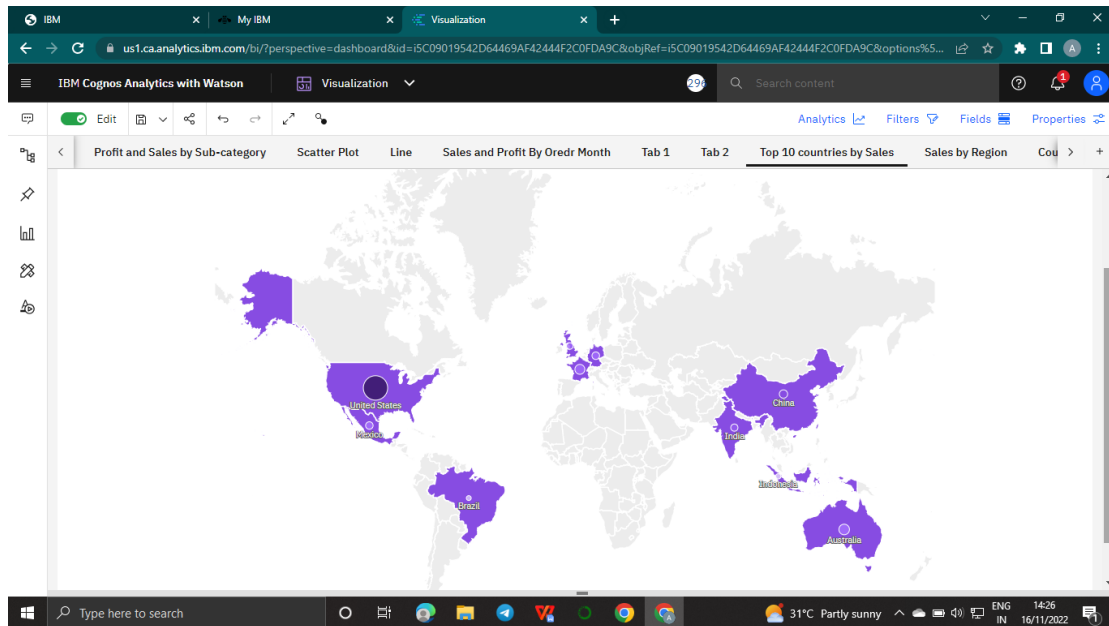 IBM
My IBM
Visualization
us1.ca.analytics.ibm.com/bi/?perspective=dashboard&id=i5C09019542D64469AF42444F2C0FDA9C&objRef=i5C09019542D64469AF42444F2C0FDA9C&options%5...
A
IBM Cognos Analytics with Watson
Visualization
296
Search content
1
Edit
Analytics
Filters
Fields
Properties
Profit and Sales by Sub-category
Scatter Plot
Line
Sales and Profit By Oredr Month
Tab 1
Tab 2
Top 10 countries by Sales
Sales by Region
Cou
United States
Mexico
China
India
Indonesia
Brazil
Australia
Type here to search
31°C Partly sunny
ENG
IN
14:26
16/11/2022